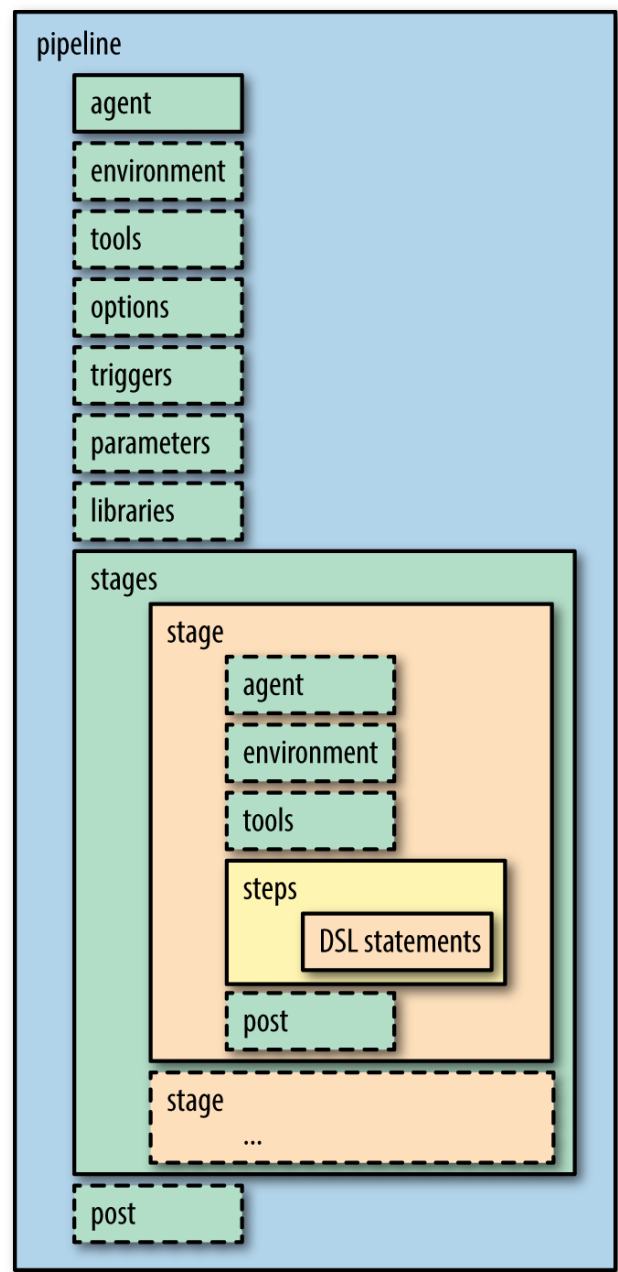 pipeline
agent
environment
tools
options
triggers
parameters
libraries
stages
stage
agent
environment
tools
steps
DSL statements
post
stage
...
post